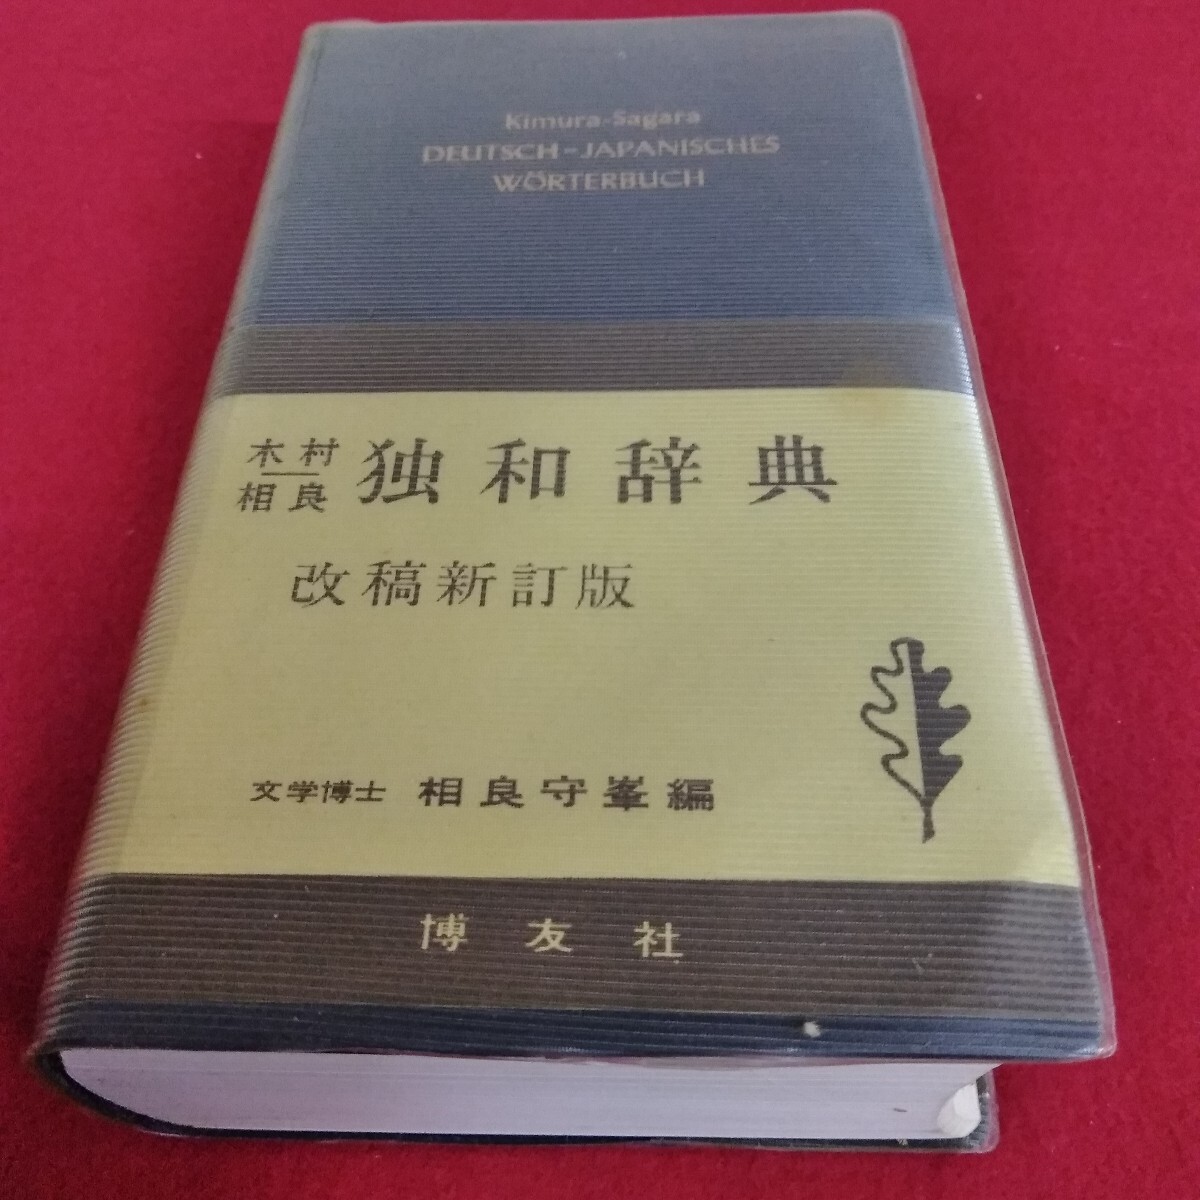 Kimura-Sagara
DEUTSCH-JAPANISCHES
WÖRTERBUCH
木村
相良
独和辞典
改稿新訂版
文学博士 相良守峯編
博友社